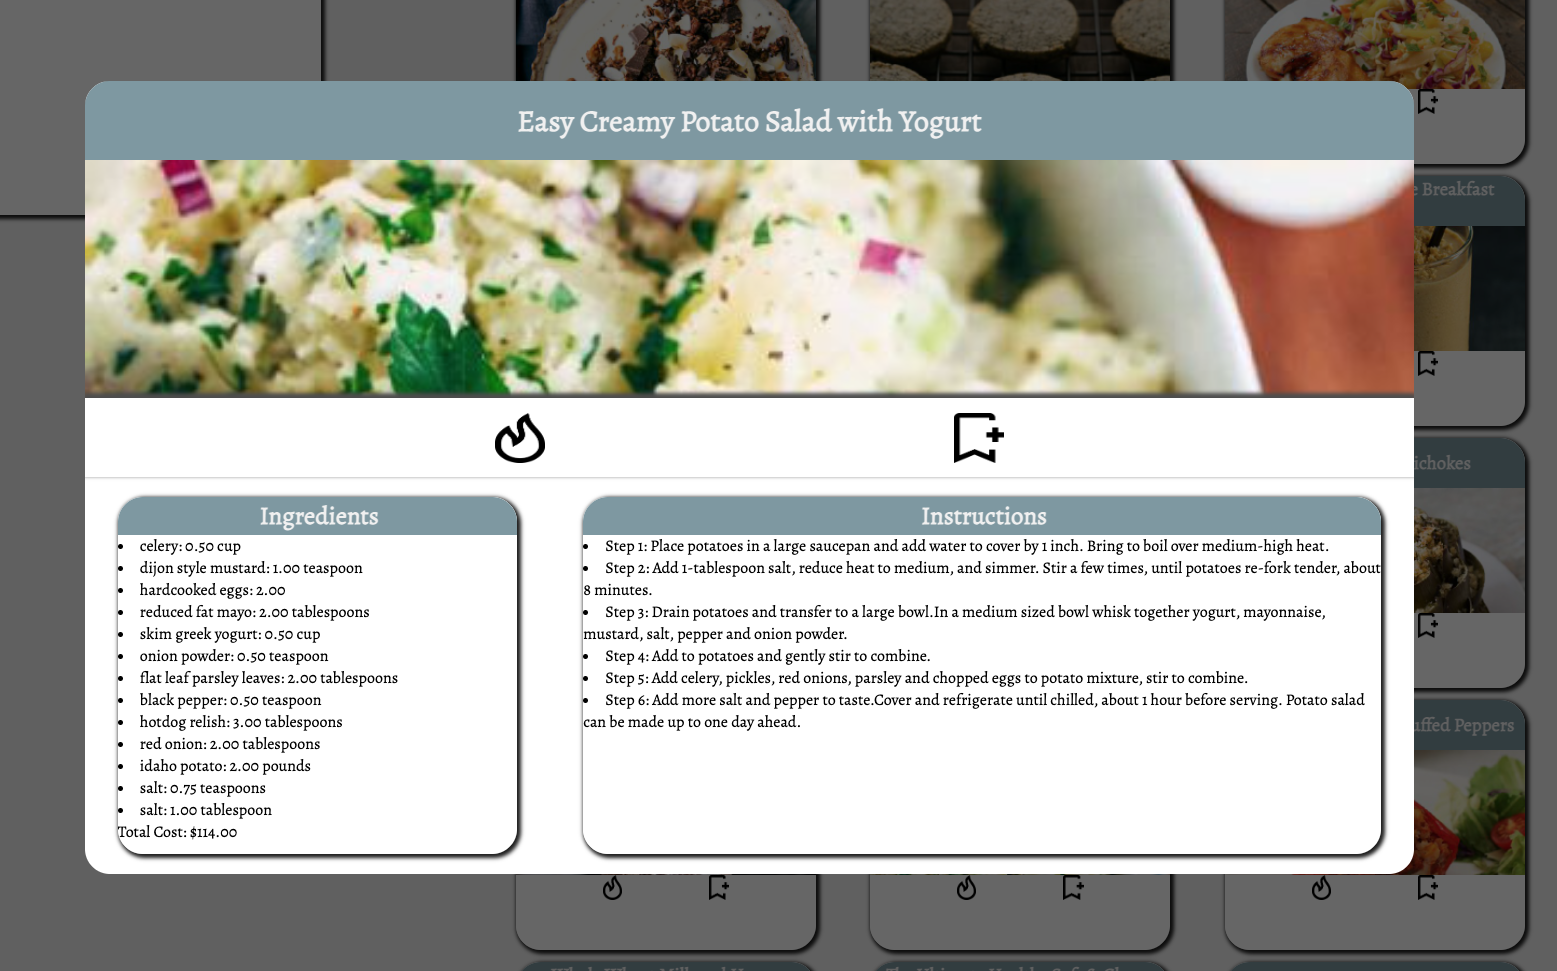 Easy Creamy Potato Salad with Yogurt
e Breakfast
ichokes
uffed Peppers
Ingredients
celery: 0.50 cup
dijon style mustard: 1.00 teaspoon
hardcooked eggs: 2.00
reduced fat mayo: 2.00 tablespoons
skim greek yogurt: 0.50 cup
onion powder: 0.50 teaspoon
flat leaf parsley leaves: 2.00 tablespoons
black pepper: 0.50 teaspoon
hotdog relish: 3.00 tablespoons
red onion: 2.00 tablespoons
idaho potato: 2.00 pounds
salt: 0.75 teaspoons
salt: 1.00 tablespoon
Total Cost: $114.00
Instructions
Step 1: Place potatoes in a large saucepan and add water to cover by 1 inch. Bring to boil over medium-high heat.
Step 2: Add 1-tablespoon salt, reduce heat to medium, and simmer. Stir a few times, until potatoes re-fork tender, about
8 minutes.
Step 3: Drain potatoes and transfer to a large bowl.In a medium sized bowl whisk together yogurt, mayonnaise,
mustard, salt, pepper and onion powder.
Step 4: Add to potatoes and gently stir to combine.
Step 5: Add celery, pickles, red onions, parsley and chopped eggs to potato mixture, stir to combine.
Step 6: Add more salt and pepper to taste.Cover and refrigerate until chilled, about 1 hour before serving. Potato salad
can be made up to one day ahead.